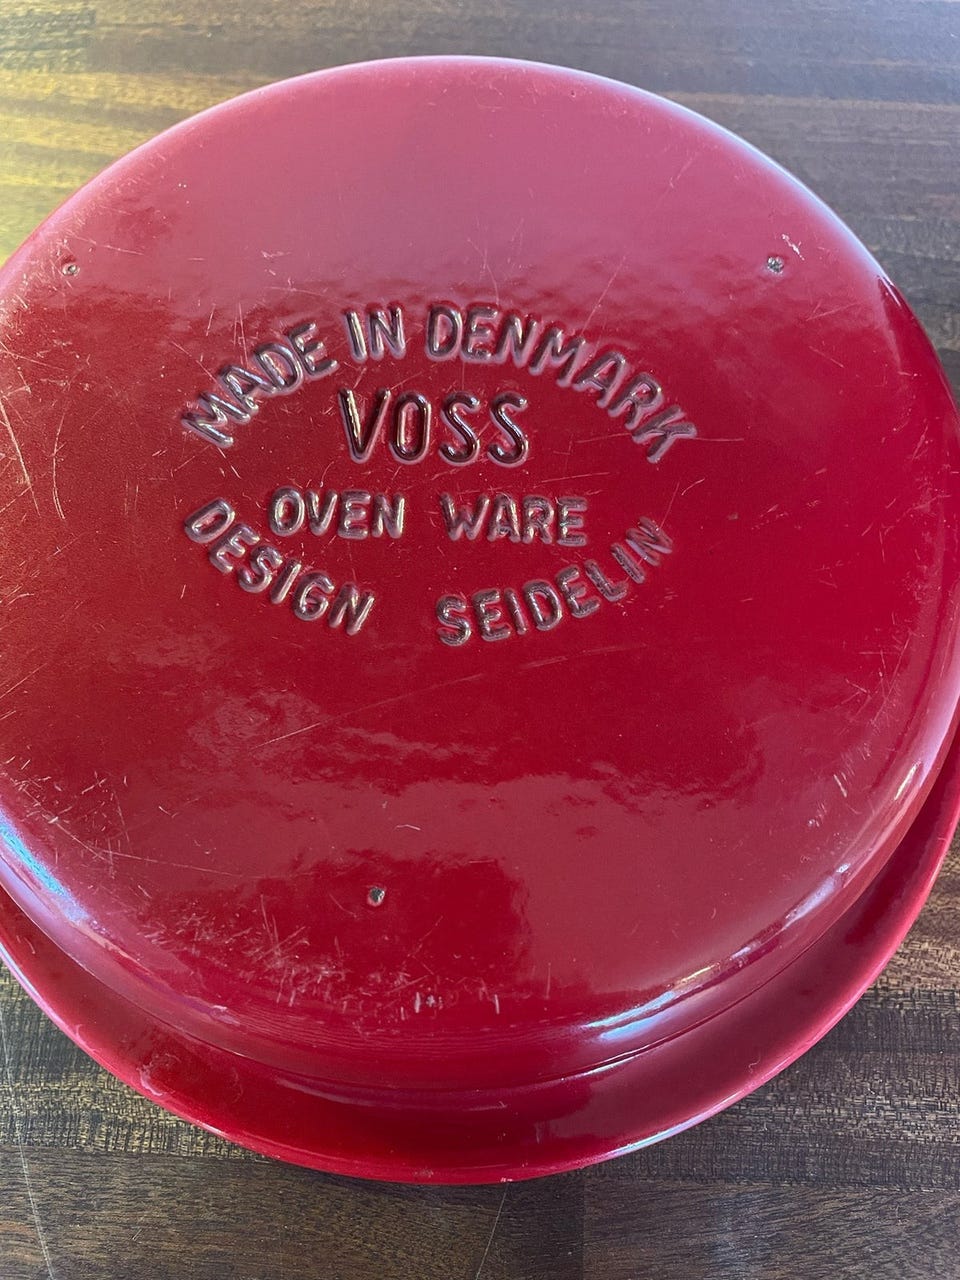 MADE IN DENMARK
VOSS
OVEN WARE
DESIGN SEIDELIN